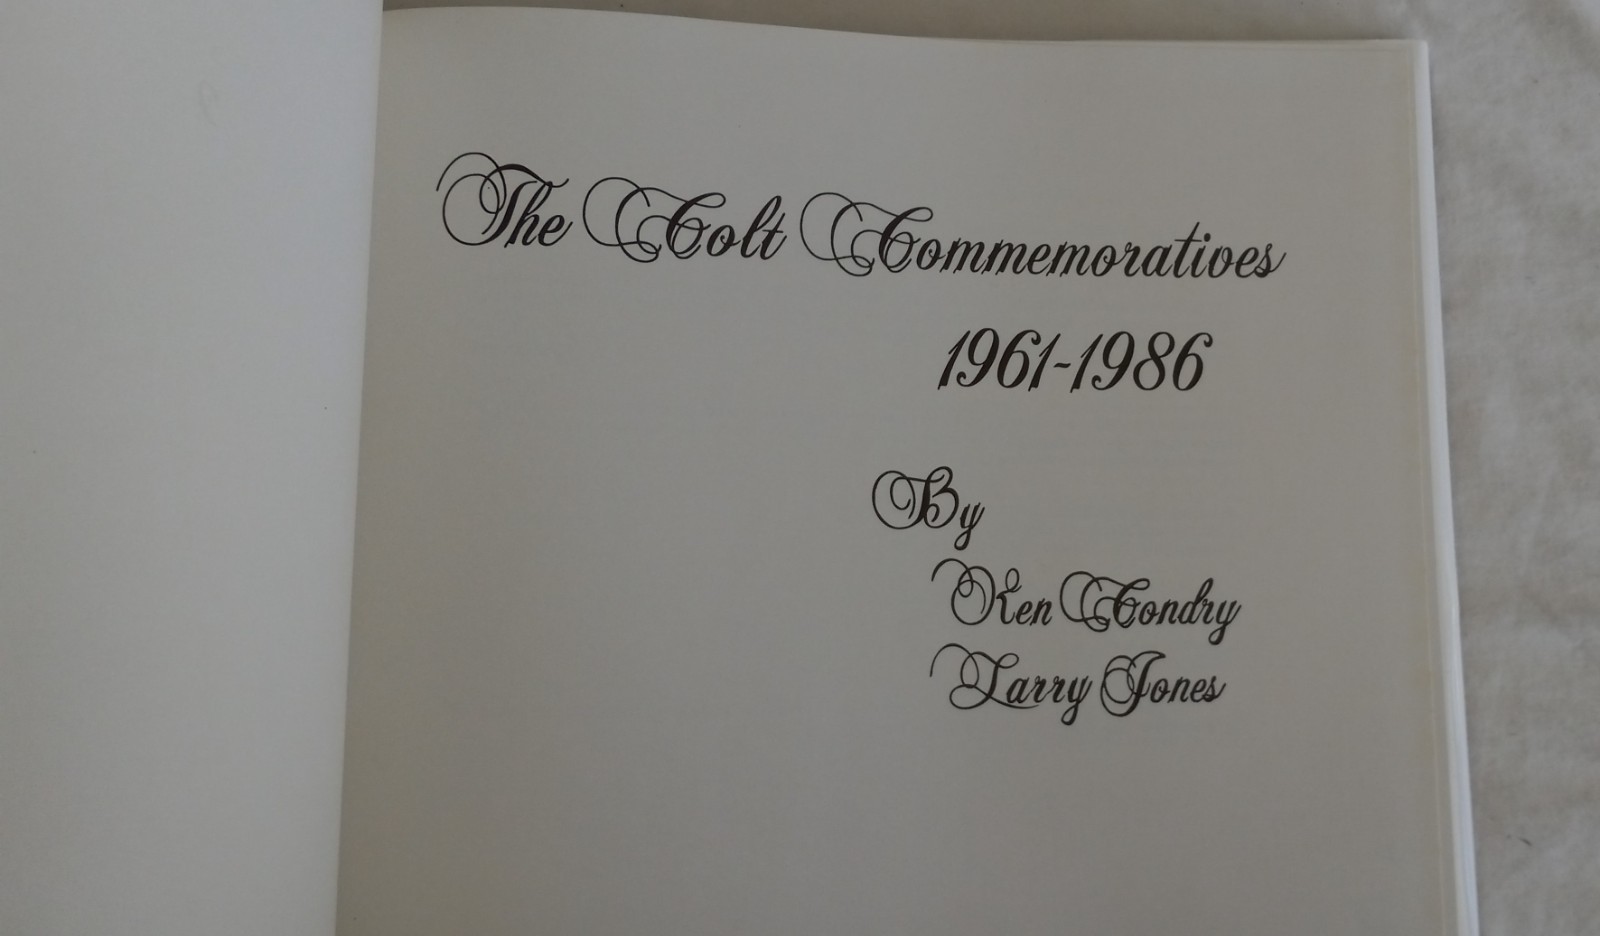 The Colt Commemoratives
1961-1986
By
Ken Condry
Larry Jones